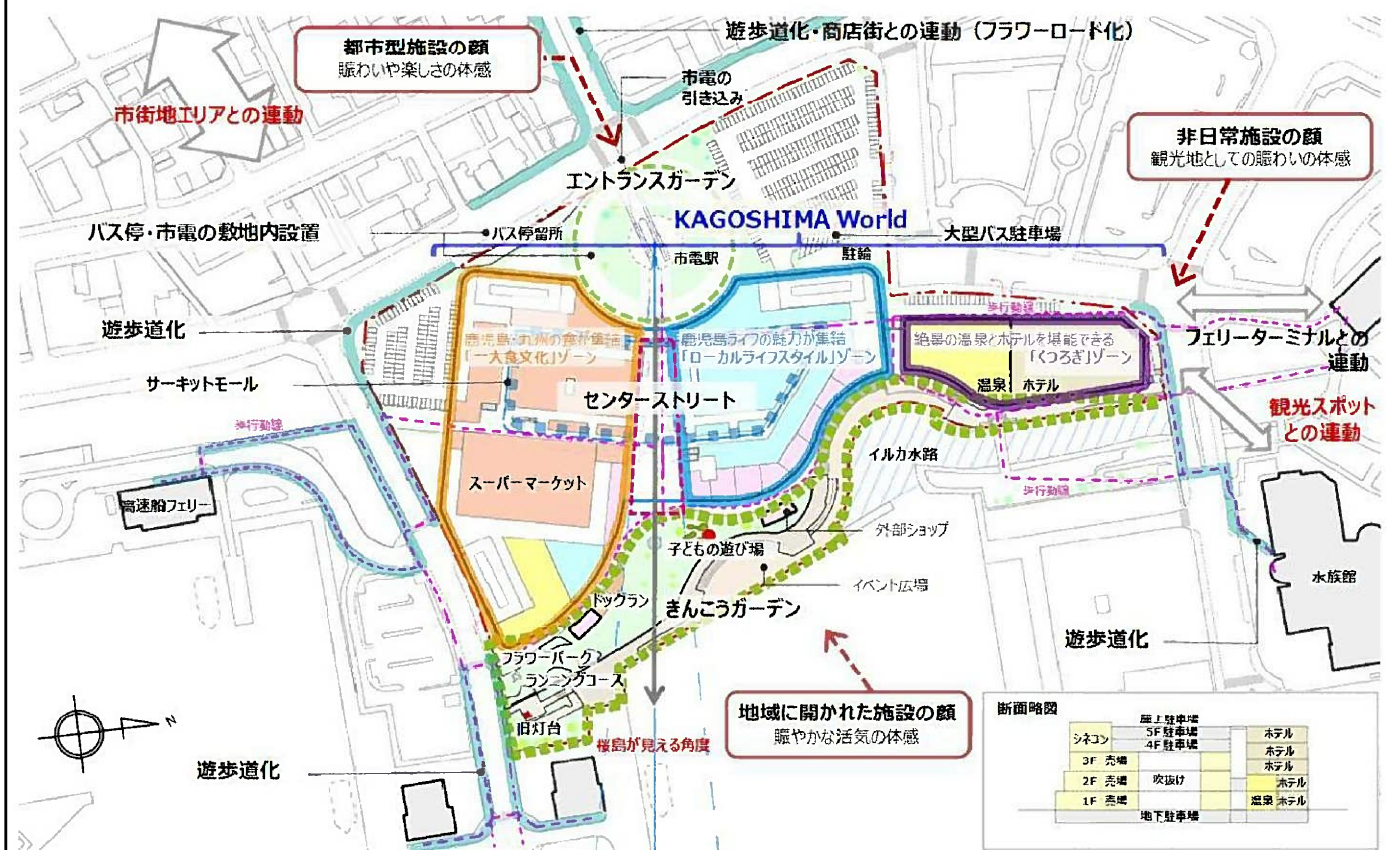 遊歩道化・商店街との連動（フラワーロード化）
都市型施設の顔
賑わいや楽しさの体感
市電の
引き込み
市街地エリアとの連動
非日常施設の顔
観光地としての賑わいの体感
エントランスガーデン
KAGOSHIMA World
バス停・市電の敷地内設置
バス停留所
大型バス駐車場
市電駅
駐輪
歩行動線
遊歩道化
鹿児島・九州の食が集結
「一大食文化」ゾーン
鹿児島ライフの魅力が集結
「ローカルライフスタイル」ゾーン
絶景の温泉とホテルを堪能できる
「くつろぎ」ゾーン
フェリーターミナルとの
連動
サーキットモール
温泉
ホテル
センターストリート
観光スポット
との連動
歩行動線
イルカ水路
スーパーマーケット
高速船フェリー
歩行動線
外部ショップ
子どもの遊び場
イベント広場
水族館
ドッグラン
きんこうガーデン
遊歩道化
フラワーパーク
ランニングコース
旧灯台
桜島が見える角度
地域に開かれた施設の顔
賑やかな活気の体感
N
遊歩道化
断面略図
屋上駐車場
シネコン
5F 駐車場
4F 駐車場
ホテル
ホテル
3F 売場
ホテル
2F 売場
吹抜け
ホテル
1F 売場
温泉
ホテル
地下駐車場